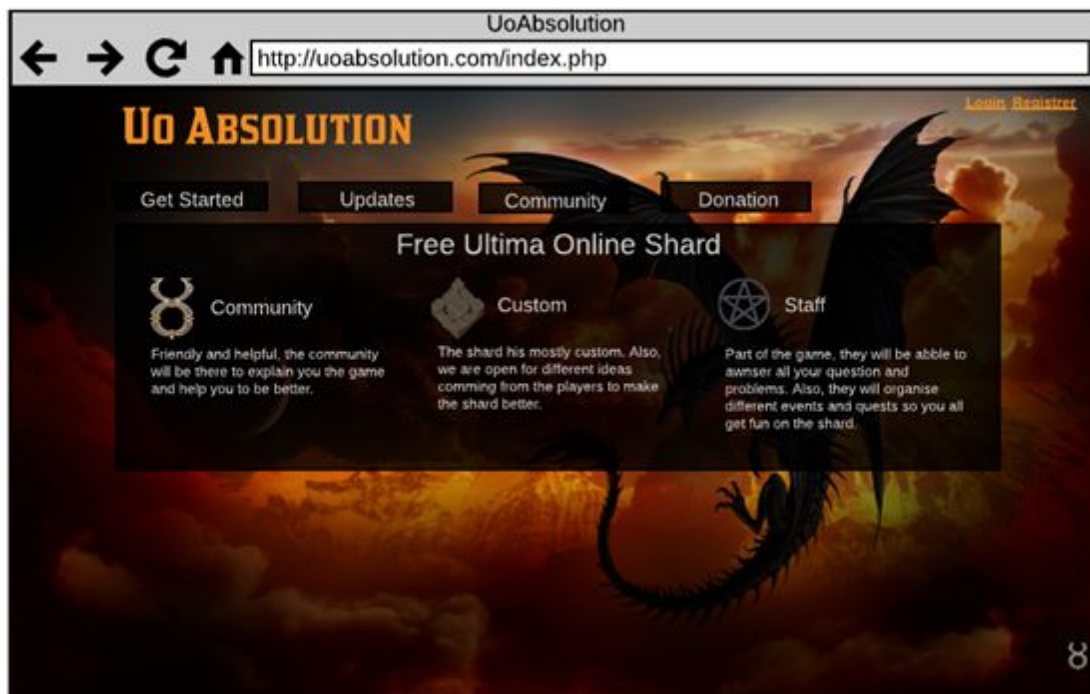 UoAbsolution
http://uoabsolution.com/index.php
Login Registrer
UO ABSOLUTION
Get Started
Updates
Community
Donation
Free Ultima Online Shard
Community
Friendly and helpful, the community
will be there to explain you the game
and help you to be better.
Custom
The shard his mostly custom. Also,
we are open for different ideas
comming from the players to make
the shard better.
Staff
Part of the game, they will be abble to
awnser all your question and
problems. Also, they will organise
different events and quests so you all
get fun on the shard.